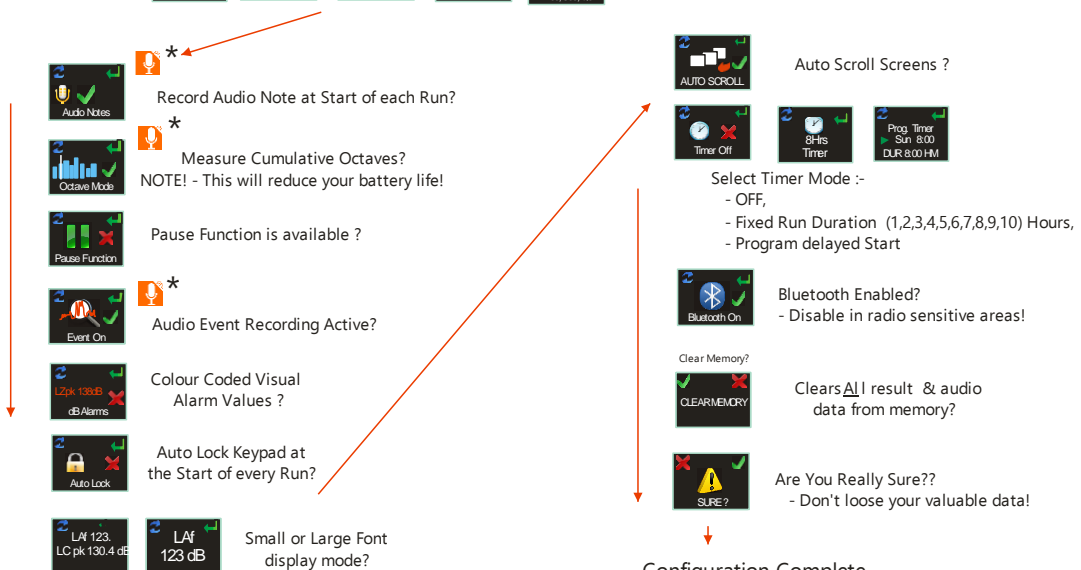 *
Audio Notes
Record Audio Note at Start of each Run?
*
Octave Mode
Measure Cumulative Octaves?
NOTE! - This will reduce your battery life!
Pause Function
Pause Function is available ?
*
Event On
Audio Event Recording Active?
LZpk 138dB
dB Alarms
Colour Coded Visual
Alarm Values ?
Auto Lock
Auto Lock Keypad at
the Start of every Run?
LAf 123.
LC pk 130.4 dB
LAf
123 dB
Small or Large Font
display mode?
AUTO SCROLL
Auto Scroll Screens ?
Timer Off
8Hrs
Timer
Prog. Timer
Sun 8:00
DUR 8:00 HM
Select Timer Mode :-
- OFF,
- Fixed Run Duration (1,2,3,4,5,6,7,8,9,10) Hours,
- Program delayed Start
Bluetooth On
Bluetooth Enabled?
- Disable in radio sensitive areas!
Clear Memory?
CLEAR MEMORY
Clears All result & audio
data from memory?
SURE ?
Are You Really Sure??
- Don't loose your valuable data!
Configuration Complete